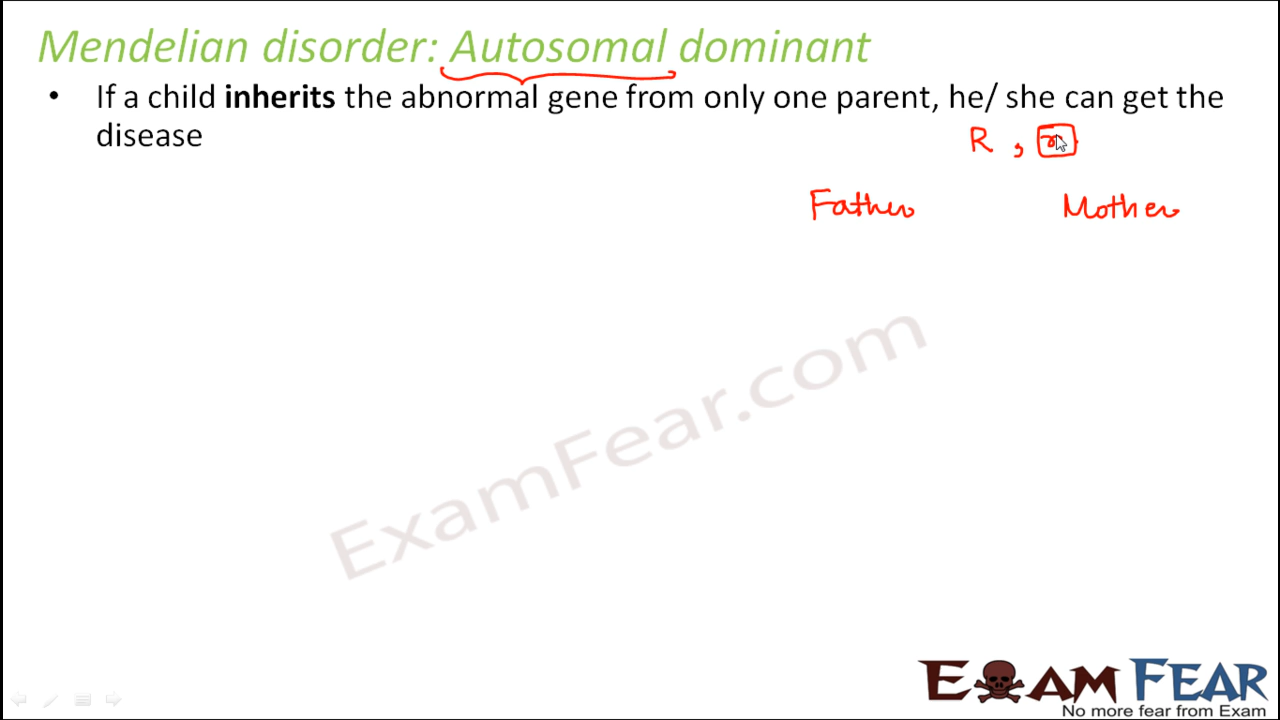 Mendelian disorder: Autosomal dominant
• If a child inherits the abnormal gene from only one parent, he/ she can get the
disease
R , r
Father Mother
ExamFear.com
EXAM FEAR
No more fear from Exam